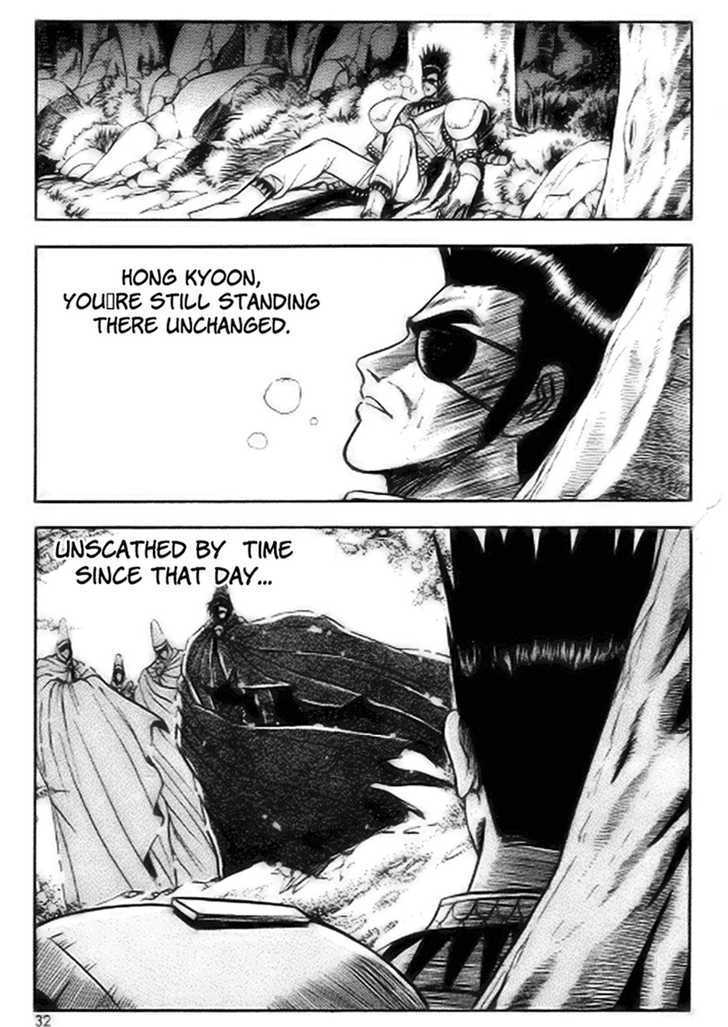 HONG KYOON,
YOU▯RE STILL STANDING
THERE UNCHANGED.
UNSCATHED BY TIME
SINCE THAT DAY...
32